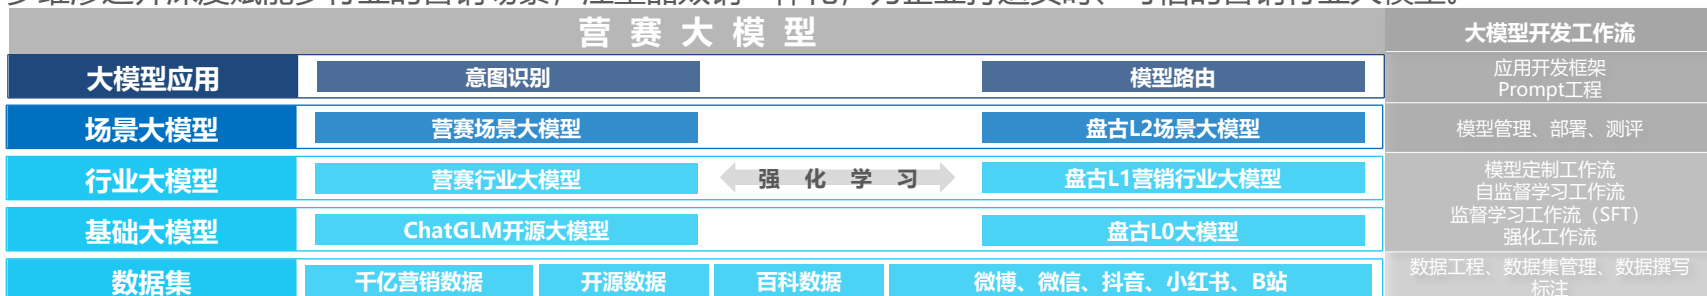 营赛大模型
大模型开发工作流
大模型应用
意图识别
模型路由
应用开发框架
Prompt工程
场景大模型
营赛场景大模型
盘古L2场景大模型
模型管理、部署、测评
行业大模型
营赛行业大模型
强 化 学 习
盘古L1营销行业大模型
模型定制工作流
自监督学习工作流
监督学习工作流（SFT）
强化工作流
基础大模型
ChatGLM开源大模型
盘古L0大模型
数据集
千亿营销数据
开源数据
百科数据
微博、微信、抖音、小红书、B站
数据工程、数据集管理、数据撰写
标注